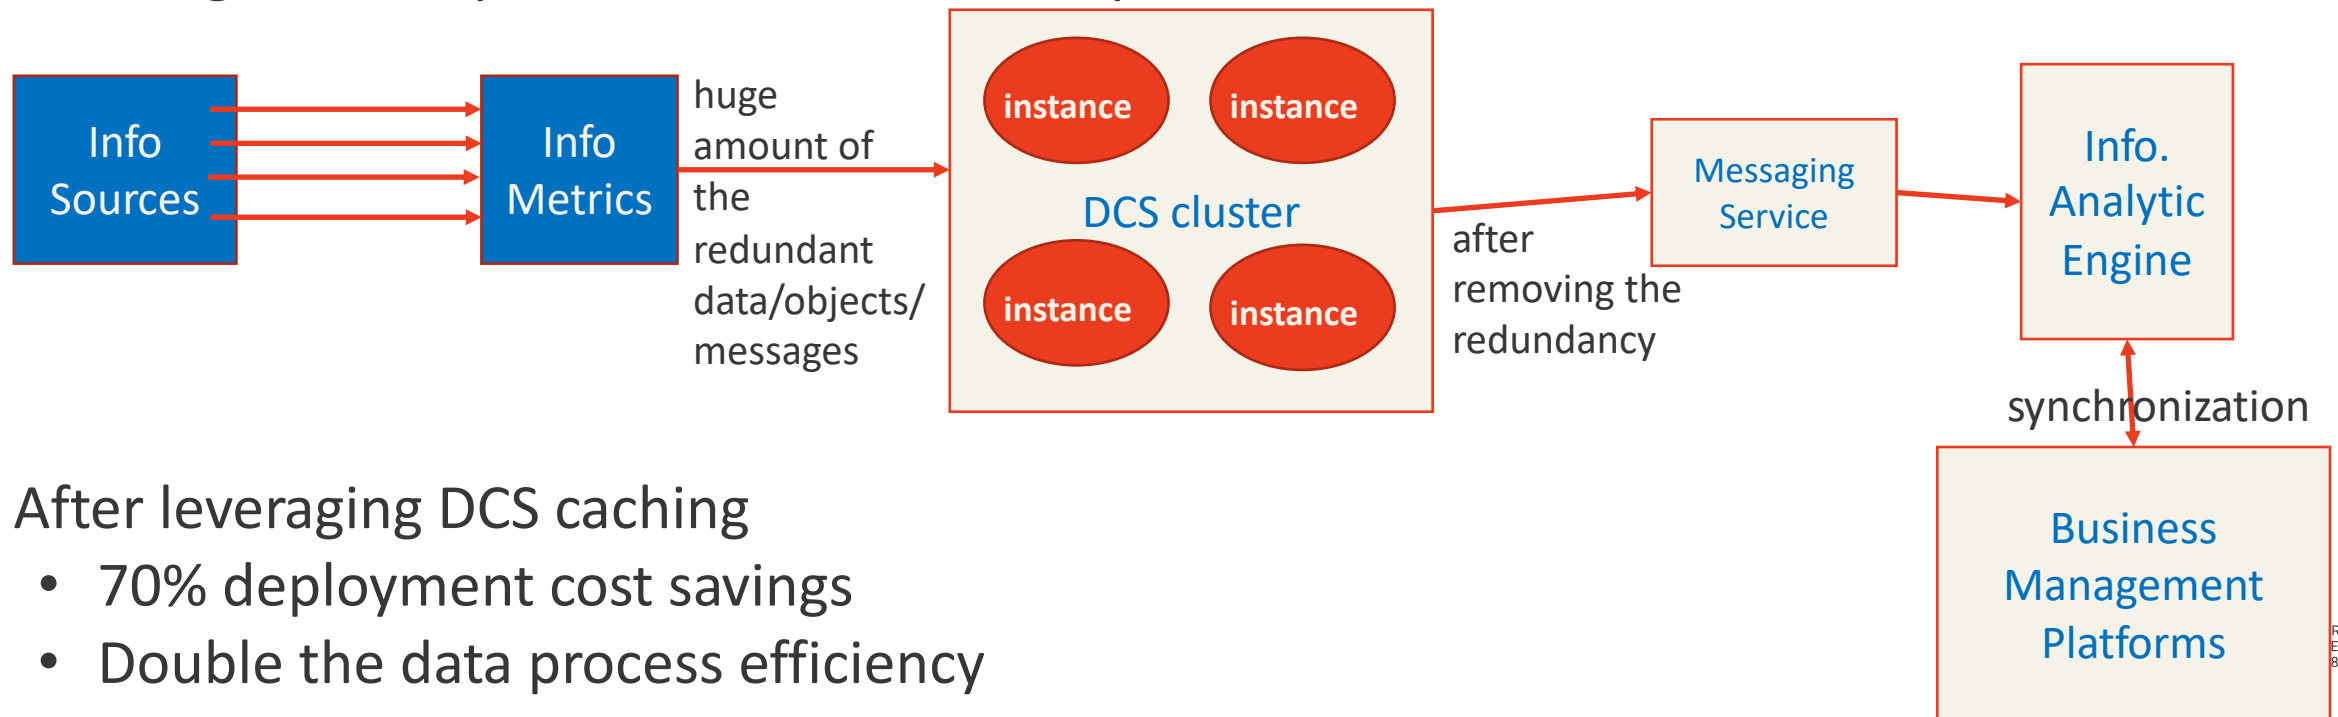 Info
Sources
Info
Metrics
huge
amount of
the
redundant
data/objects/
messages
instance
instance
DCS cluster
instance
instance
after
removing the
redundancy
Messaging
Service
Info.
Analytic
Engine
synchronization
Business
Management
Platforms
After leveraging DCS caching
• 70% deployment cost savings
• Double the data process efficiency
R
E
8